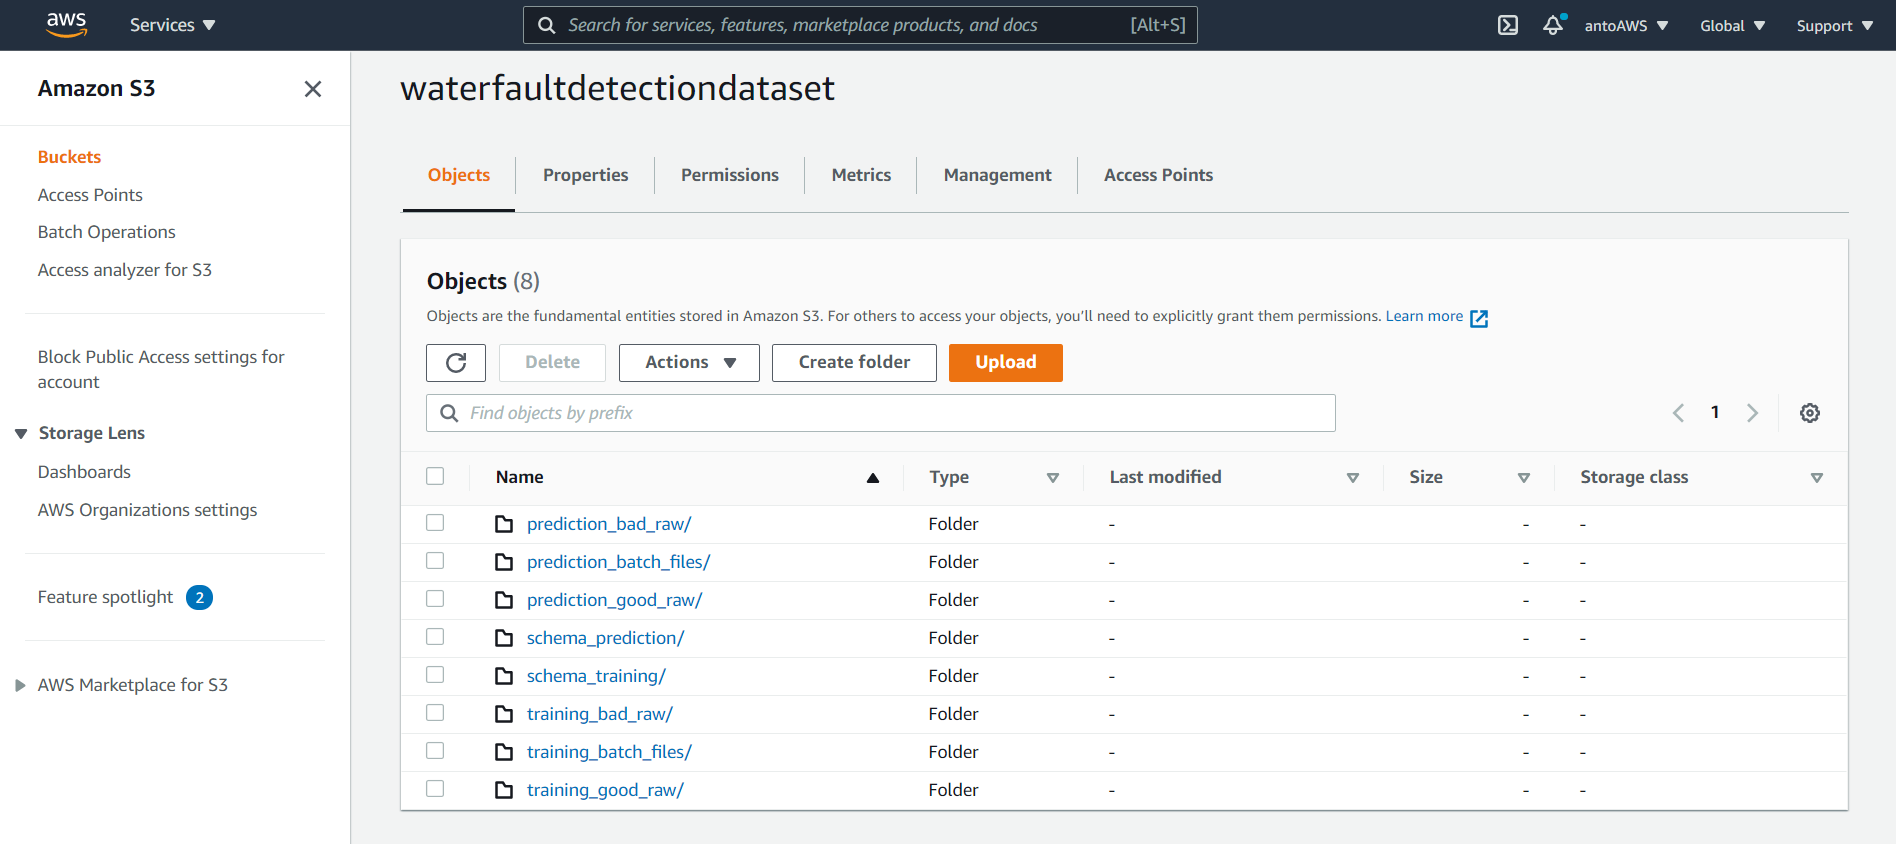 aws
Services
Search for services, features, marketplace products, and docs [Alt+S]
antoAWS
Global
Support
Amazon S3
Buckets
Access Points
Batch Operations
Access analyzer for S3
Block Public Access settings for
account
Storage Lens
Dashboards
AWS Organizations settings
Feature spotlight 2
AWS Marketplace for S3
waterfaultdetectiondataset
Objects Properties Permissions Metrics Management Access Points
Objects (8)
Objects are the fundamental entities stored in Amazon S3. For others to access your objects, you’ll need to explicitly grant them permissions. Learn more
Delete Actions Create folder Upload
Find objects by prefix
1
Name Type Last modified Size Storage class
prediction_bad_raw/ Folder - - -
prediction_batch_files/ Folder - - -
prediction_good_raw/ Folder - - -
schema_prediction/ Folder - - -
schema_training/ Folder - - -
training_bad_raw/ Folder - - -
training_batch_files/ Folder - - -
training_good_raw/ Folder - - -